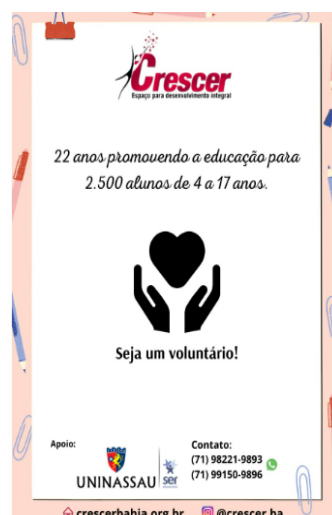 Crescer
Espaço para desenvolvimento integral
22 anos promovendo a educação para
2.500 alunos de 4 a 17 anos.
Seja um voluntário!
Apoio:
UNINASSAU
ser
Contato:
(71) 98221-9893
(71) 99150-9896
crescerbahia.org.br @crescer.ba